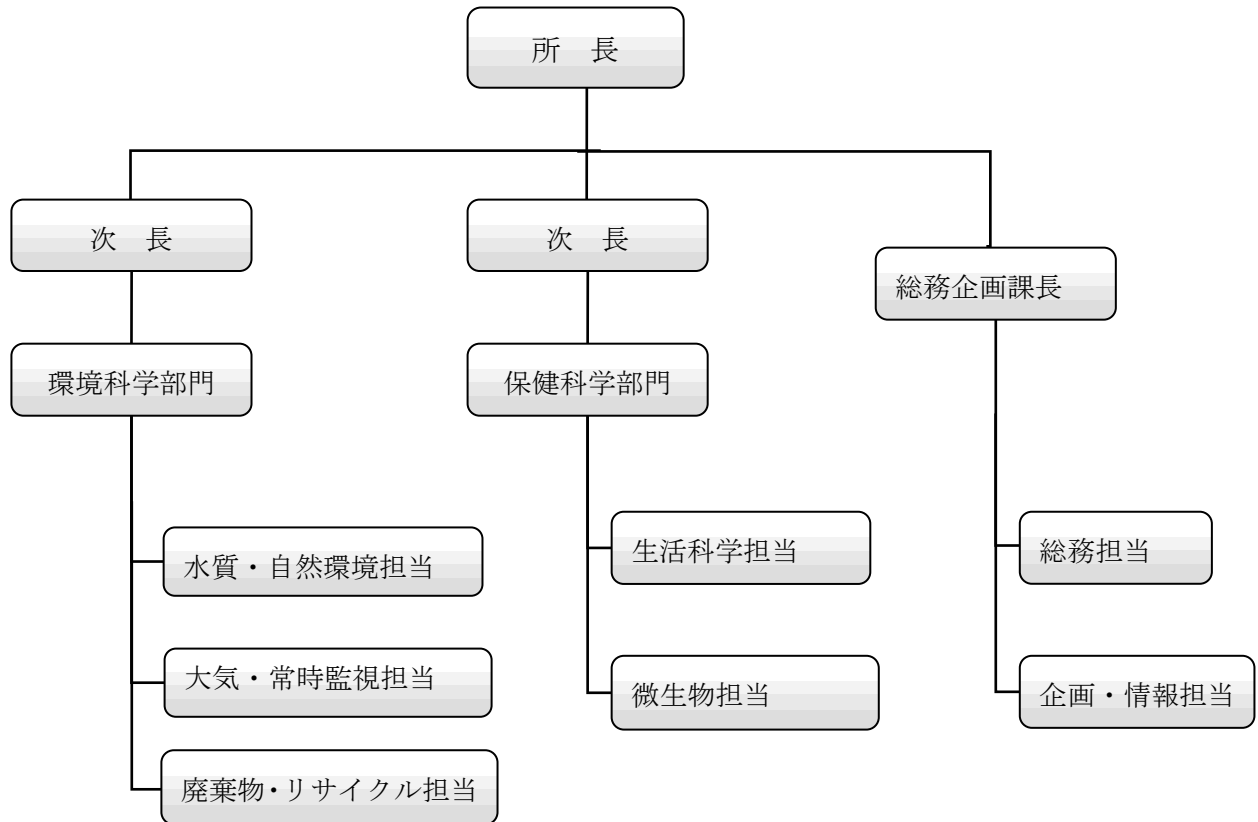 所　長
次　長
次　長
総務企画課長
環境科学部門
保健科学部門
水質・自然環境担当
生活科学担当
総務担当
大気・常時監視担当
微生物担当
企画・情報担当
廃棄物・リサイクル担当